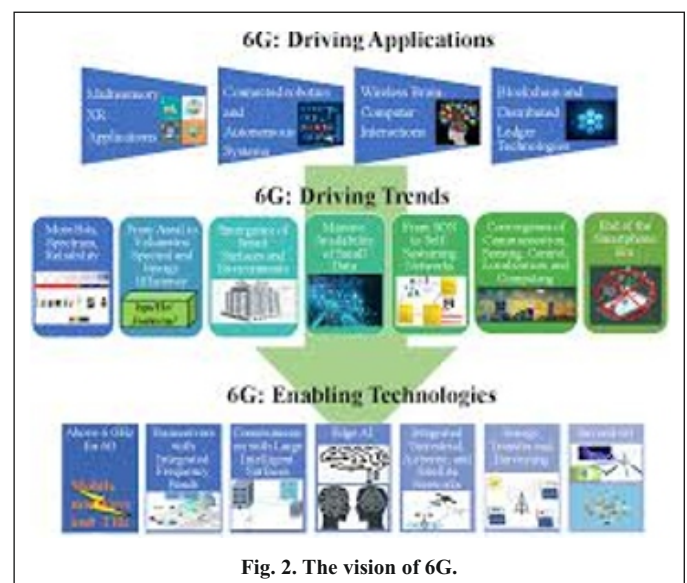 6G: Driving Applications
Multisensory
XR
Applications
Connected robotics
and
Autonomous
Systems
Wireless Brain
Computer
Interactions
Blockchain and
Distributed
Ledger
Technologies
6G: Driving Trends
More Bits,
Spectrum,
Reliability
From Areal to
Volumetric
Spectral and
Energy
Efficiency
Emergence of
Smart
Surfaces and
Environments
Massive
Availability
of Small
Data
From SON
to Self-
Sustaining
Networks
Convergence of
Communication,
Sensing, Control,
Localization and
Computing
End of the
Smartphone
Era
6G: Enabling Technologies
Above 6 GHz
for 6G
with
Integrated
Frequency
Bands
with Large
Intelligent
Surfaces
Edge AI
Integrated
Terrestrial,
Airborne, and
Satellite
Networks
Energy
Transfer and
Harvesting
Fig. 2. The vision of 6G.